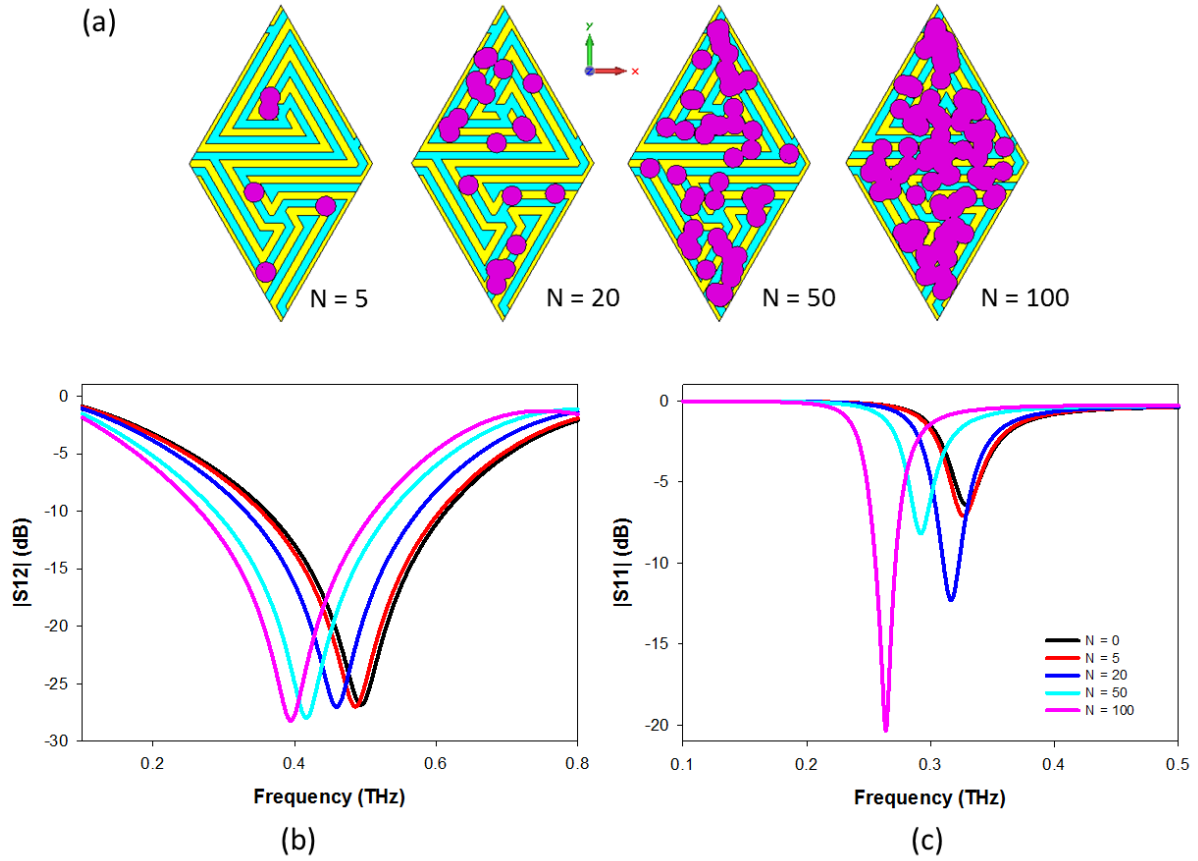 (a)
Y
Z
X
N = 5
N = 20
N = 50
N = 100
0
-5
-10
-15
-20
-25
-30
|S12| (dB)
0.2
0.4
0.6
0.8
Frequency (THz)
(b)
0
-5
-10
-15
-20
|S11| (dB)
N = 0
N = 5
N = 20
N = 50
N = 100
0.1
0.2
0.3
0.4
0.5
Frequency (THz)
(c)